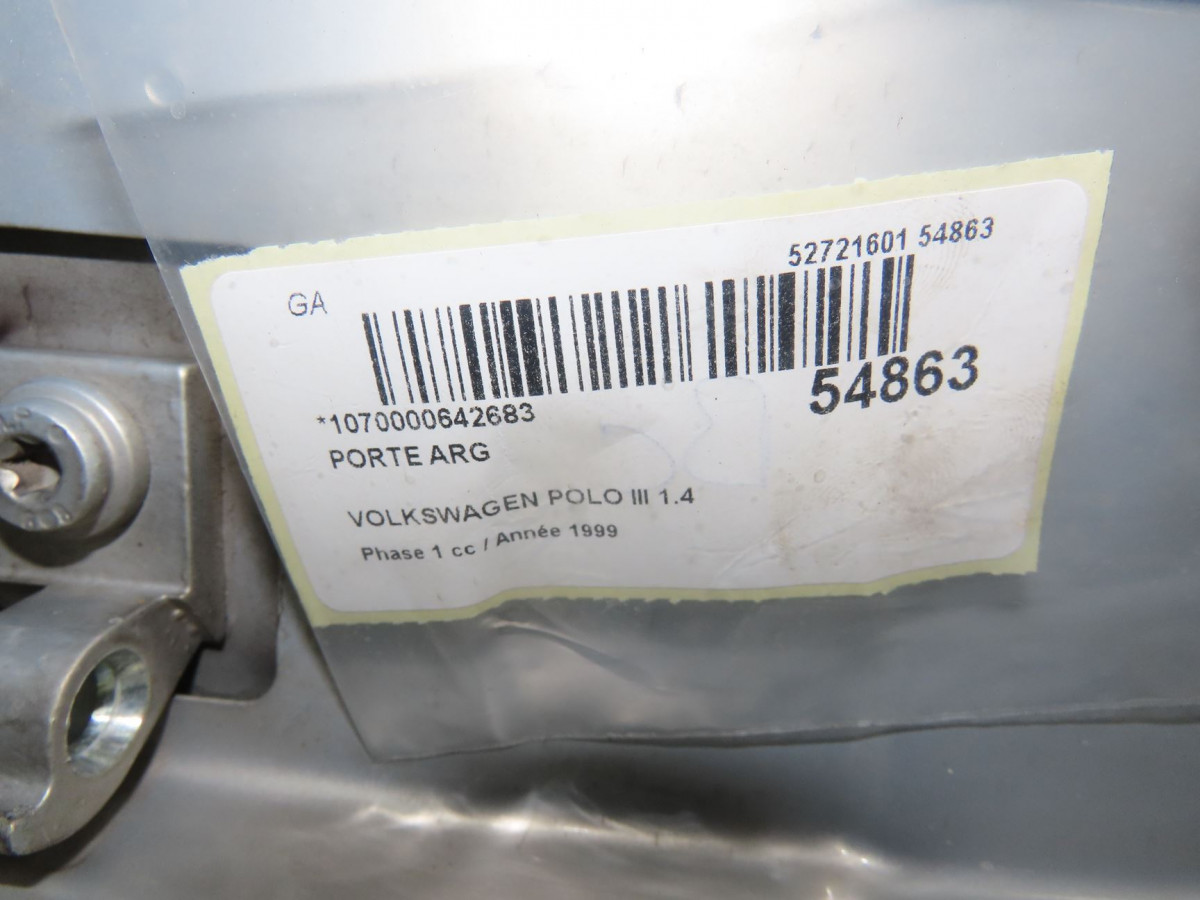 52721601 54863
GA
54863
*1070000642683
PORTE ARG
VOLKSWAGEN POLO III 1.4
Phase 1 cc / Année 1999